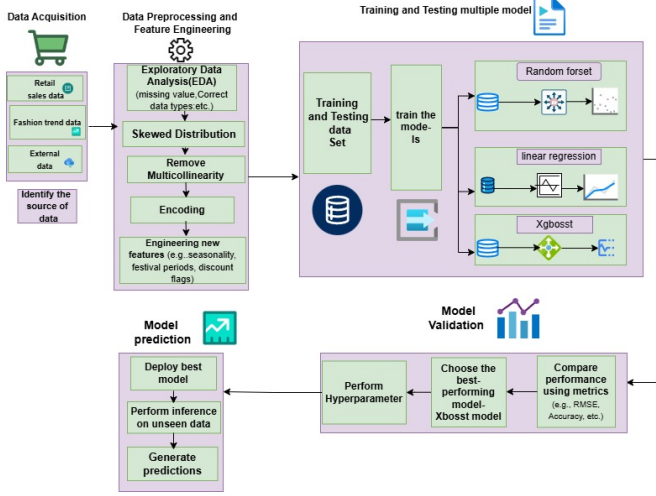 Data Acquisition
Retail
sales data
Fashion trend data
External
data
Identify the
source of
data
Data Preprocessing and
Feature Engineering
Exploratory Data
Analysis(EDA)
(missing value,Correct
data types:etc.)
Skewed Distribution
Remove
Multicollinearity
Encoding
Engineering new
features (e.g..seasonality,
festival periods, discount
flags)
Training and Testing multiple model
Training
and Testing
data
Set
train the
mode-
ls
Random forset
linear regression
Xgbosst
Model
Validation
Compare
performance
using metrics
(e.g., RMSE,
Accuracy, etc.)
Choose the
best-
performing
model-
Xbosst model
Perform
Hyperparameter
Model
prediction
Deploy best
model
Perform inference
on unseen data
Generate
predictions